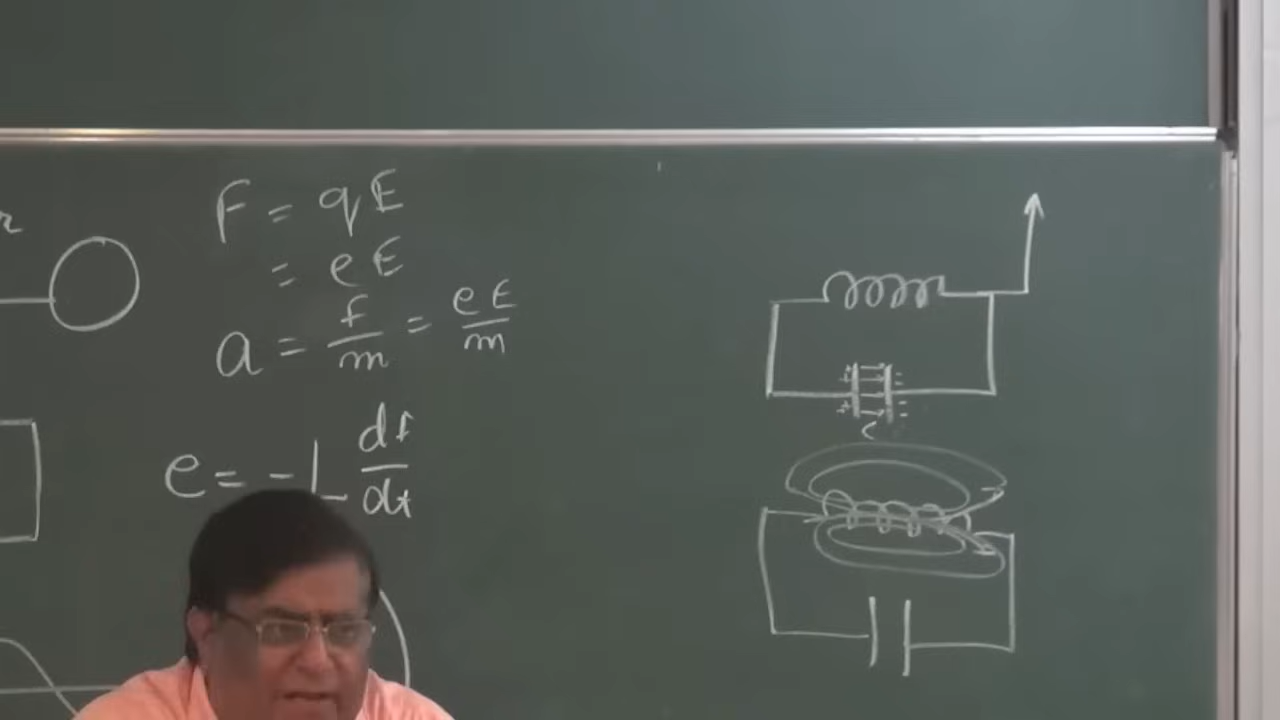 r
F = qE
= eE
a = f/m = eE/m
e = -L df/dt
+ + + + - - - -
C